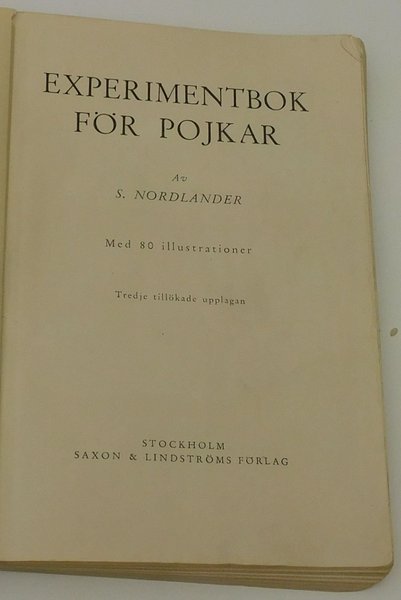 EXPERIMENTBOK
FÖR POJKAR
Av
S. NORDLANDER
Med 80 illustrationer
Tredje tillökade upplagan
STOCKHOLM
SAXON & LINDSTRÖMS FÖRLAG